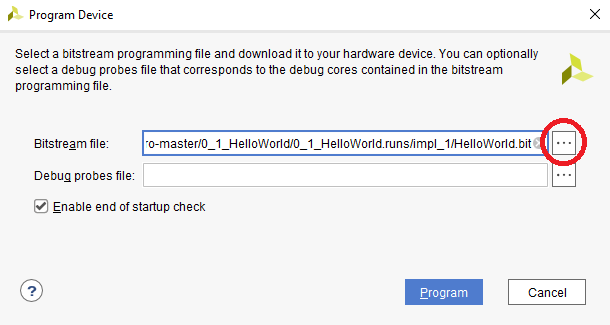 Program Device
Select a bitstream programming file and download it to your hardware device. You can optionally
select a debug probes file that corresponds to the debug cores contained in the bitstream
programming file.
Bitstream file: ro-master/0_1_HelloWorld/0_1_HelloWorld.runs/impl_1/HelloWorld.bit ...
Debug probes file: ...
Enable end of startup check
? Program Cancel